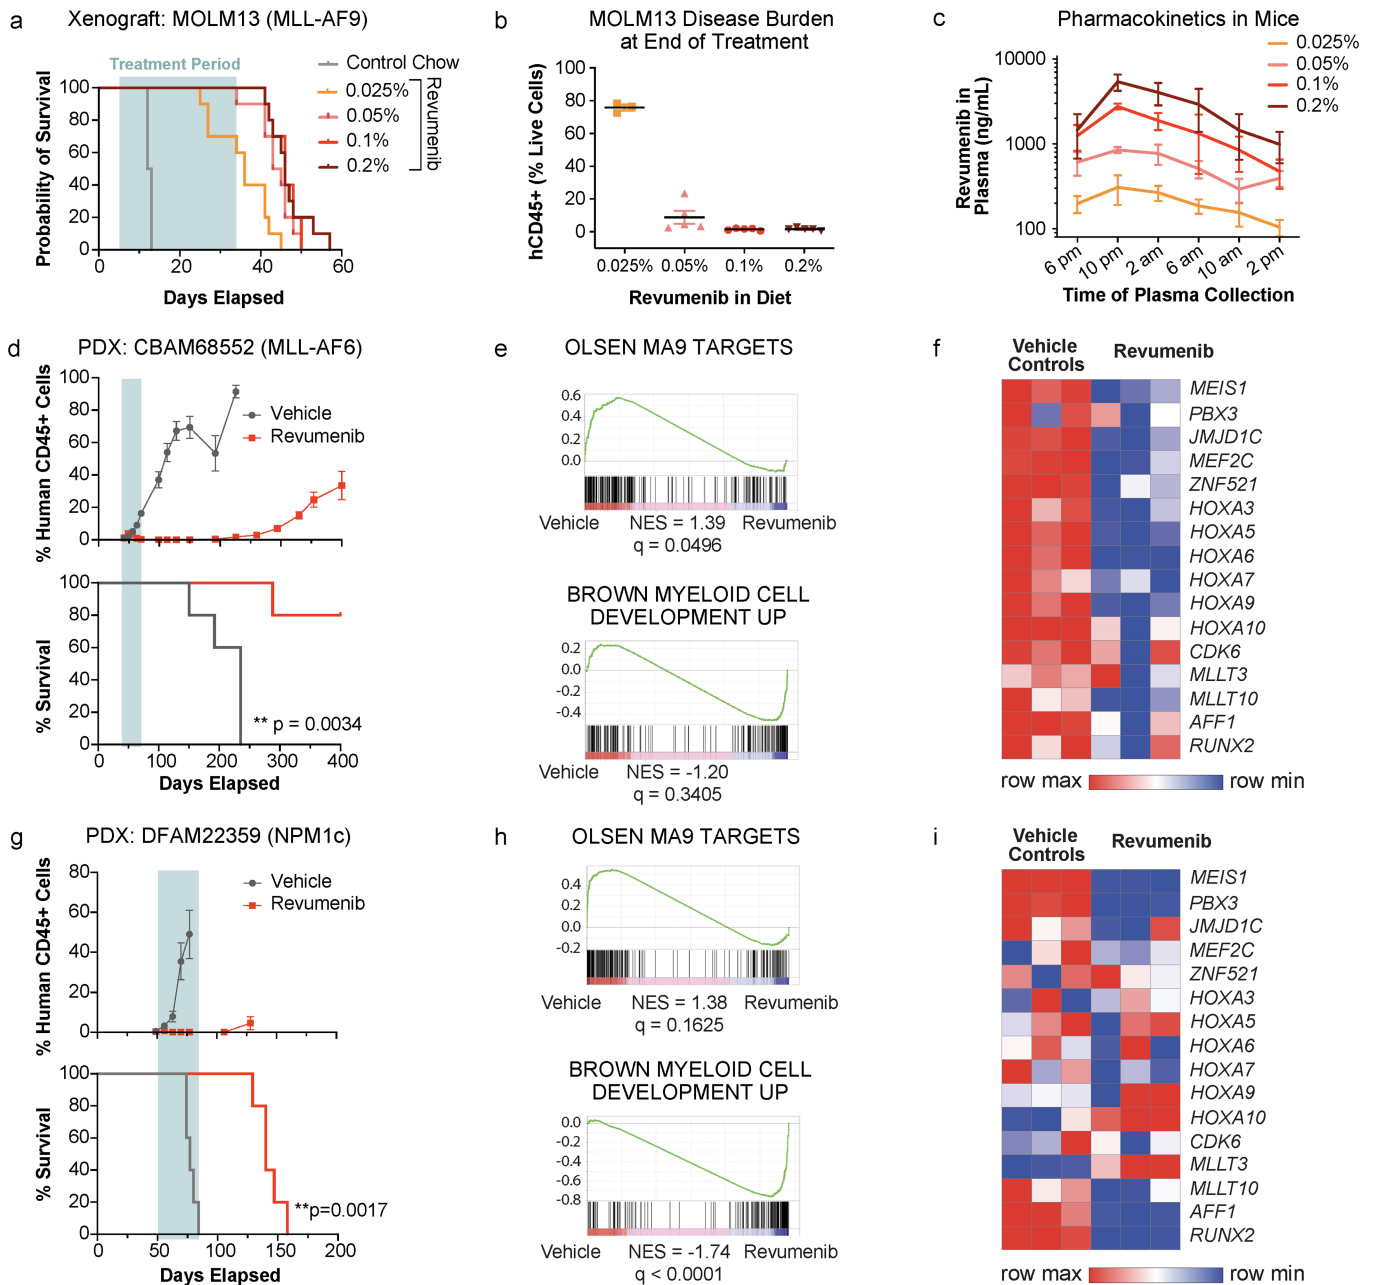 a
Xenograft: MOLM13 (MLL-AF9)
Treatment Period
Control Chow
0.025%
0.05%
0.1%
0.2%
Revumenib
Probability of Survival
100
80
60
40
20
0
0
20
40
60
Days Elapsed
b
MOLM13 Disease Burden
at End of Treatment
hCD45+ (% Live Cells)
100
80
60
40
20
0
0.025%
0.05%
0.1%
0.2%
Revumenib in Diet
c
Pharmacokinetics in Mice
0.025%
0.05%
0.1%
0.2%
Revumenib in
Plasma (ng/mL)
10000
1000
100
6 pm
10 pm
2 am
6 am
10 am
2 pm
Time of Plasma Collection
d
PDX: CBAM68552 (MLL-AF6)
% Human CD45+ Cells
100
80
60
40
20
0
Vehicle
Revumenib
% Survival
100
80
60
40
20
0
** p = 0.0034
0
100
200
300
400
Days Elapsed
e
OLSEN MA9 TARGETS
0.6
0.4
0.2
0.0
Vehicle
NES = 1.39
Revumenib
q = 0.0496
BROWN MYELOID CELL
DEVELOPMENT UP
0.2
0.0
-0.2
-0.4
Vehicle
NES = -1.20
Revumenib
q = 0.3405
f
Vehicle
Controls
Revumenib
MEIS1
PBX3
JMJD1C
MEF2C
ZNF521
HOXA3
HOXA5
HOXA6
HOXA7
HOXA9
HOXA10
CDK6
MLLT3
MLLT10
AFF1
RUNX2
row max
row min
g
PDX: DFAM22359 (NPM1c)
% Human CD45+ Cells
80
60
40
20
0
Vehicle
Revumenib
% Survival
100
80
60
40
20
0
**p=0.0017
0
50
100
150
200
Days Elapsed
h
OLSEN MA9 TARGETS
0.4
0.2
0.0
-0.2
Vehicle
NES = 1.38
Revumenib
q = 0.1625
BROWN MYELOID CELL
DEVELOPMENT UP
0.0
-0.2
-0.4
-0.6
-0.8
Vehicle
NES = -1.74
Revumenib
q < 0.0001
i
Vehicle
Controls
Revumenib
MEIS1
PBX3
JMJD1C
MEF2C
ZNF521
HOXA3
HOXA5
HOXA6
HOXA7
HOXA9
HOXA10
CDK6
MLLT3
MLLT10
AFF1
RUNX2
row max
row min